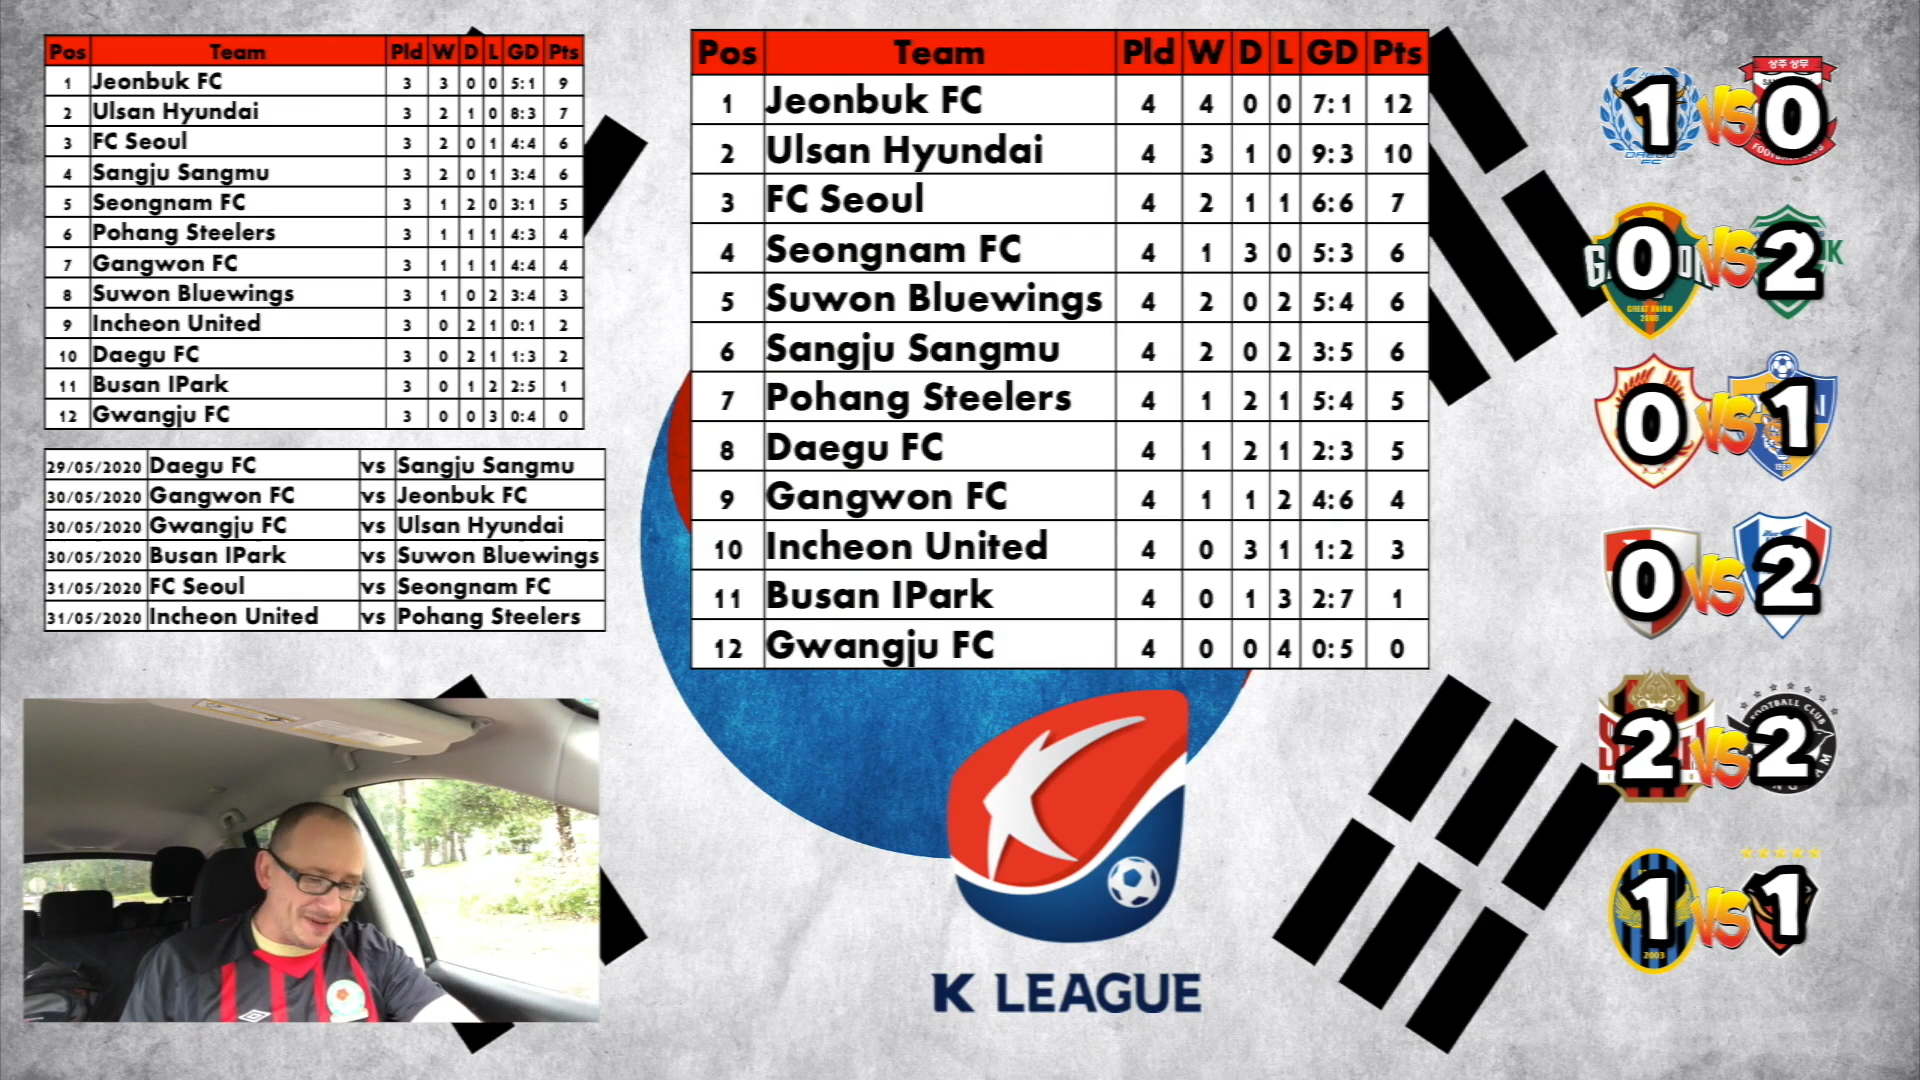 Pos Team Pld W D L GD Pts
1 Jeonbuk FC 3 3 0 0 5:1 9
2 Ulsan Hyundai 3 2 1 0 8:3 7
3 FC Seoul 3 2 0 1 4:4 6
4 Sangju Sangmu 3 2 0 1 3:4 6
5 Seongnam FC 3 1 2 0 3:1 5
6 Pohang Steelers 3 1 1 1 4:3 4
7 Gangwon FC 3 1 1 1 4:4 4
8 Suwon Bluewings 3 1 0 2 3:4 3
9 Incheon United 3 0 2 1 0:1 2
10 Daegu FC 3 0 2 1 1:3 2
11 Busan IPark 3 0 1 2 2:5 1
12 Gwangju FC 3 0 0 3 0:4 0
29/05/2020 Daegu FC vs Sangju Sangmu
30/05/2020 Gangwon FC vs Jeonbuk FC
30/05/2020 Gwangju FC vs Ulsan Hyundai
30/05/2020 Busan IPark vs Suwon Bluewings
31/05/2020 FC Seoul vs Seongnam FC
31/05/2020 Incheon United vs Pohang Steelers
Pos Team Pld W D L GD Pts
1 Jeonbuk FC 4 4 0 0 7:1 12
2 Ulsan Hyundai 4 3 1 0 9:3 10
3 FC Seoul 4 2 1 1 6:6 7
4 Seongnam FC 4 1 3 0 5:3 6
5 Suwon Bluewings 4 2 0 2 5:4 6
6 Sangju Sangmu 4 2 0 2 3:5 6
7 Pohang Steelers 4 1 2 1 5:4 5
8 Daegu FC 4 1 2 1 2:3 5
9 Gangwon FC 4 1 1 2 4:6 4
10 Incheon United 4 0 3 1 1:2 3
11 Busan IPark 4 0 1 3 2:7 1
12 Gwangju FC 4 0 0 4 0:5 0
K LEAGUE
상주 상무
1 VS 0
FOOTBALL CLUB
DAEGU FC
0 VS 2
GREAT UNION
2008
0 VS 1
1983
0 VS 2
FOOTBALL CLUB
2 VS 2
1 VS 1
2003